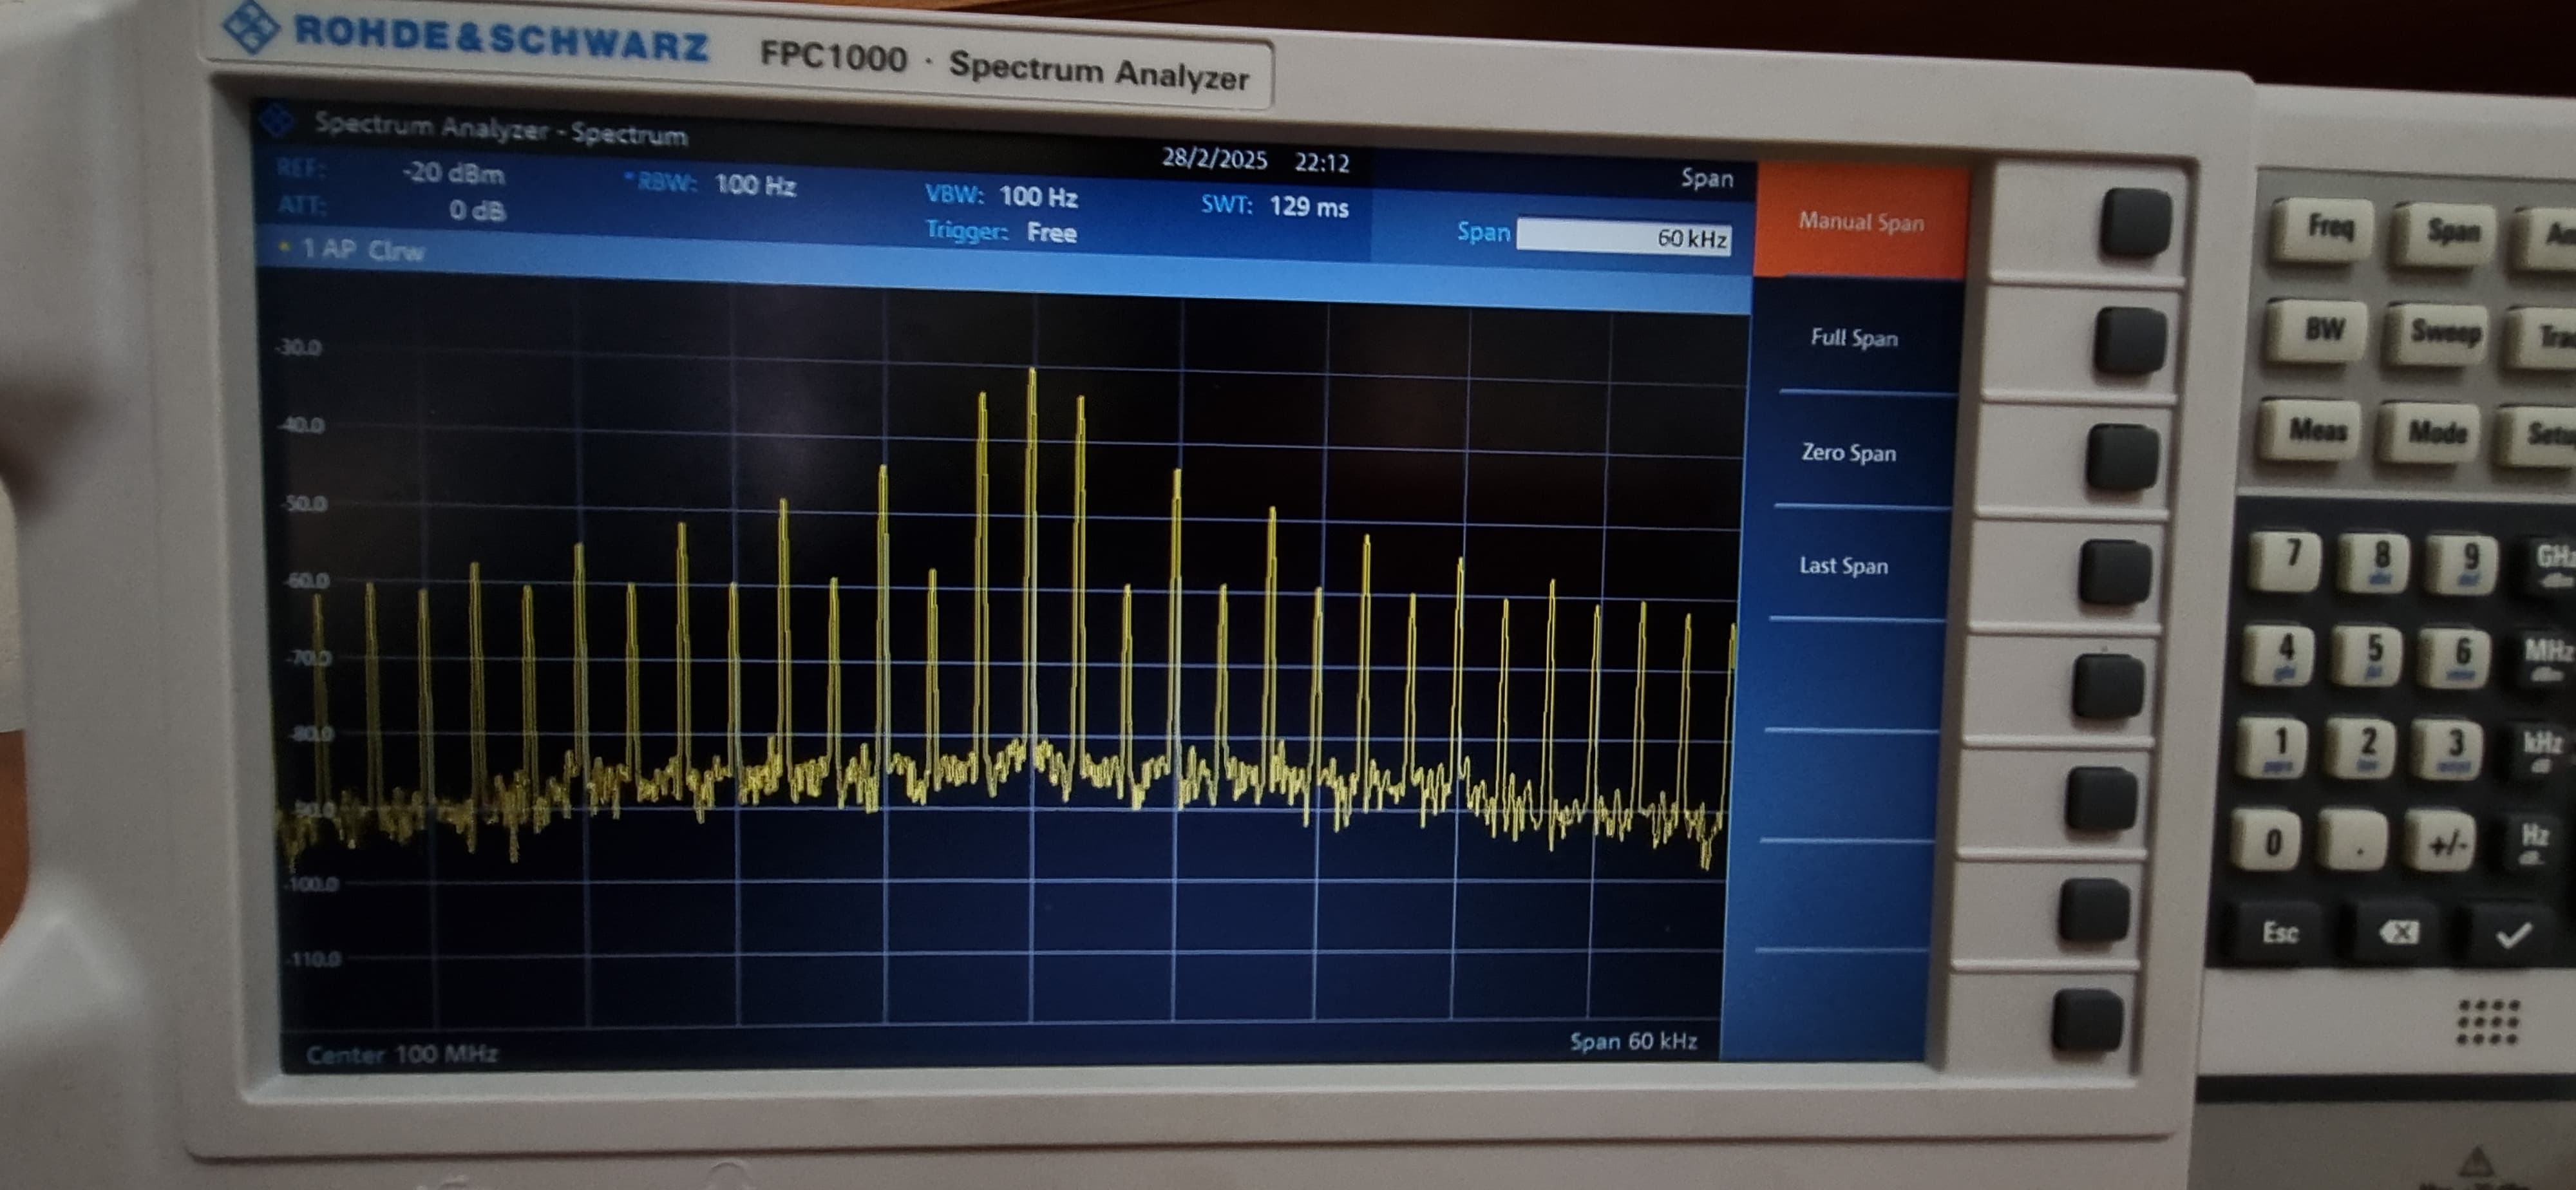 ROHDE&SCHWARZ FPC1000 · Spectrum Analyzer
Spectrum Analyzer - Spectrum
28/2/2025 22:12
Span
REF: -20 dBm
*RBW: 100 Hz
VBW: 100 Hz
SWT: 129 ms
ATT: 0 dB
Trigger: Free
Span 60 kHz
1 AP Clrw
Manual Span
Full Span
Zero Span
Last Span
-30.0
-40.0
-50.0
-60.0
-70.0
-80.0
-90.0
-100.0
-110.0
Center 100 MHz
Span 60 kHz
Freq Span
BW Sweep
Meas Mode
7 8 9
4 5 6 MHz
1 2 3 kHz
0 . +/- Hz
Esc